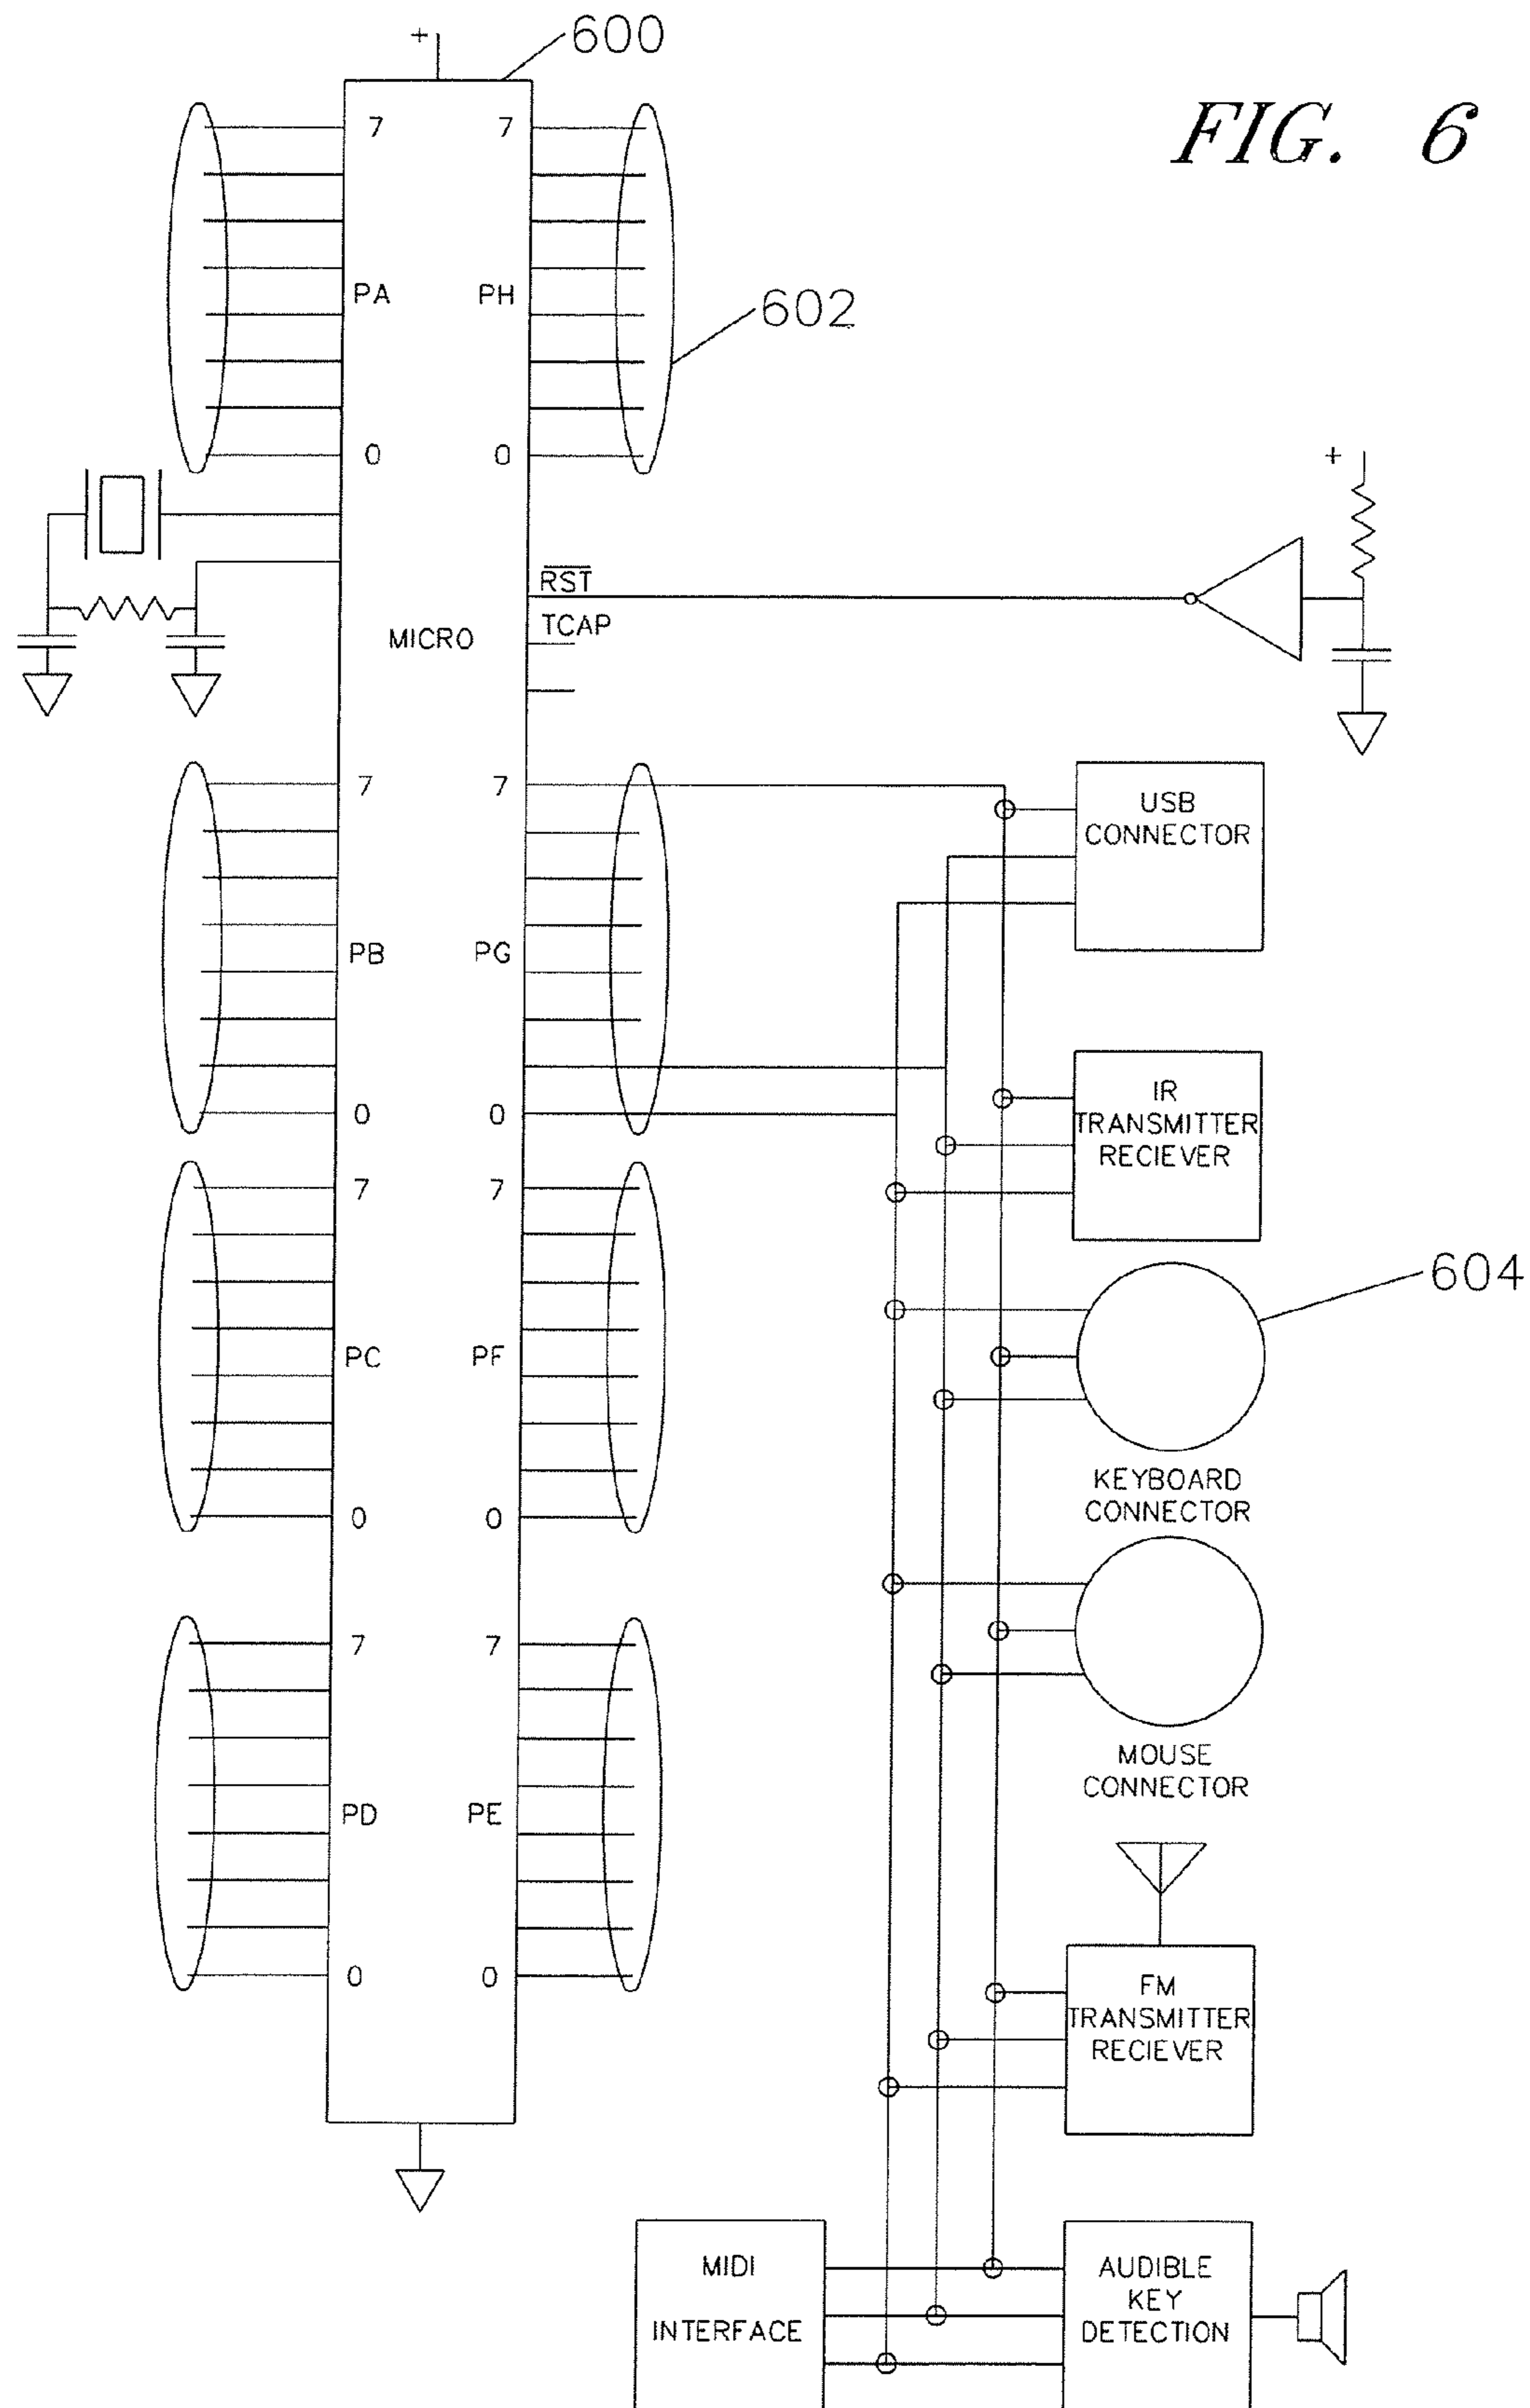 +
600
FIG. 6
7 7
PA PH
602
0 0
+
RST
TCAP
MICRO
7 7
USB
CONNECTOR
PB PG
0 0
IR
TRANSMITTER
RECIEVER
7 7
604
PC PF
KEYBOARD
CONNECTOR
0 0
7 7
MOUSE
CONNECTOR
PD PE
0 0
FM
TRANSMITTER
RECIEVER
MIDI
INTERFACE
AUDIBLE
KEY
DETECTION